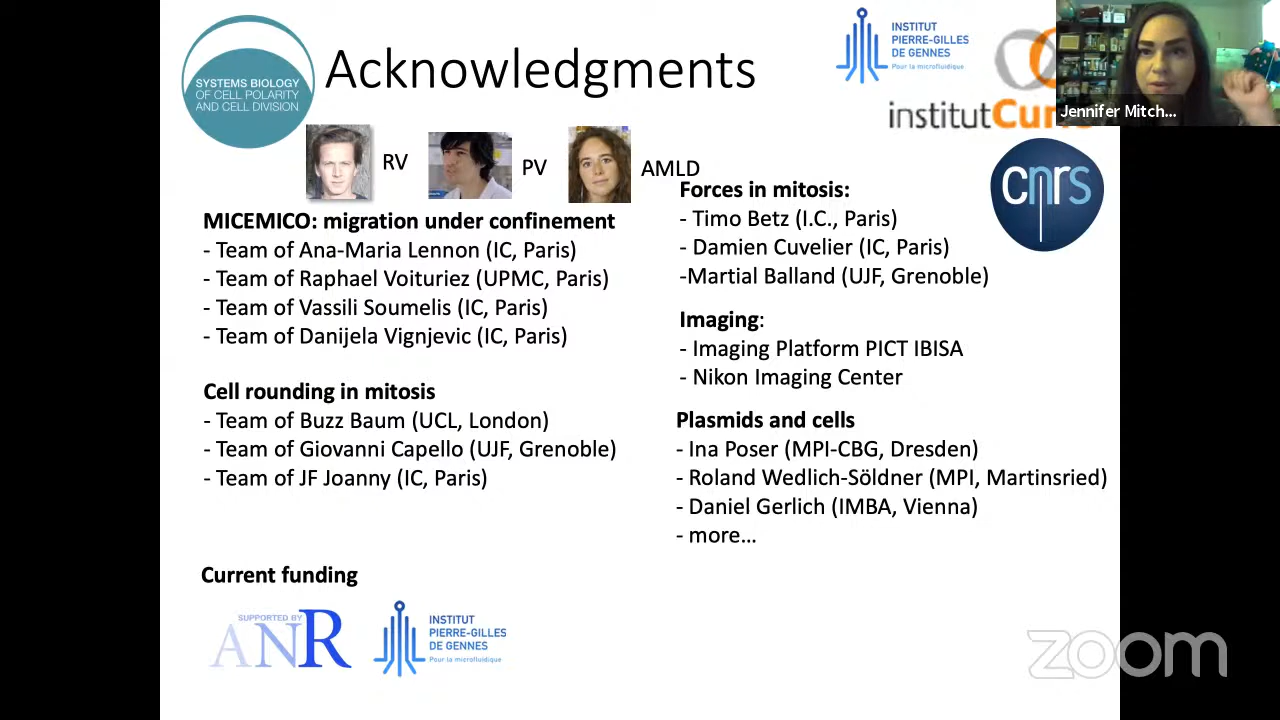 SYSTEMS BIOLOGY
OF CELL POLARITY
AND CELL DIVISION
Acknowledgments
INSTITUT
PIERRE-GILLES
DE GENNES
Pour la microfluidique
institut
Jennifer Mitch...
RV
PV
AMLD
cnrs
MICEMICO: migration under confinement
- Team of Ana-Maria Lennon (IC, Paris)
- Team of Raphael Voituriez (UPMC, Paris)
- Team of Vassili Soumelis (IC, Paris)
- Team of Danijela Vignjevic (IC, Paris)
Cell rounding in mitosis
- Team of Buzz Baum (UCL, London)
- Team of Giovanni Capello (UJF, Grenoble)
- Team of JF Joanny (IC, Paris)
Forces in mitosis:
- Timo Betz (I.C., Paris)
- Damien Cuvelier (IC, Paris)
-Martial Balland (UJF, Grenoble)
Imaging:
- Imaging Platform PICT IBISA
- Nikon Imaging Center
Plasmids and cells
- Ina Poser (MPI-CBG, Dresden)
- Roland Wedlich-Söldner (MPI, Martinsried)
- Daniel Gerlich (IMBA, Vienna)
- more...
Current funding
SUPPORTED BY
ANR
INSTITUT
PIERRE-GILLES
DE GENNES
Pour la microfluidique
zoom